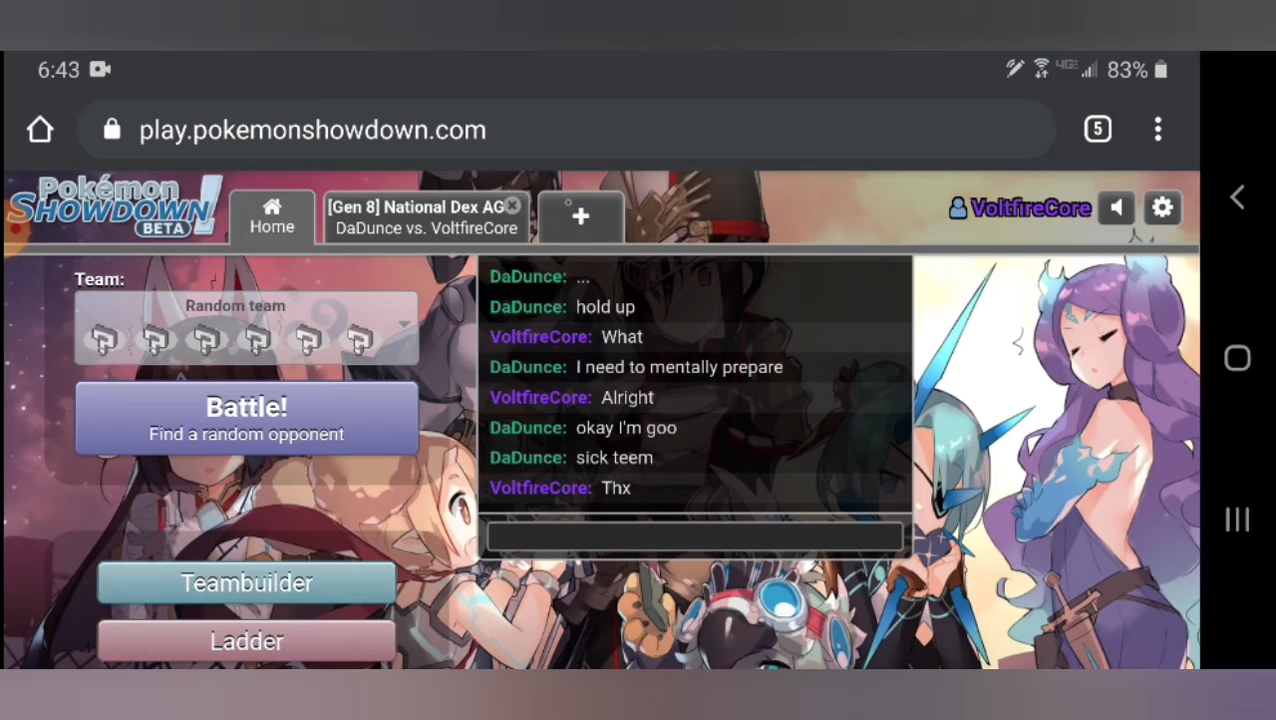 6:43
4GE
83%
play.pokemonshowdown.com
5
Pokémon
SHOWDOWN!
BETA
Home
[Gen 8] National Dex AG
DaDunce vs. VoltfireCore
VoltfireCore
Team:
Random team
Battle!
Find a random opponent
Teambuilder
Ladder
DaDunce: ...
DaDunce: hold up
VoltfireCore: What
DaDunce: I need to mentally prepare
VoltfireCore: Alright
DaDunce: okay I'm goo
DaDunce: sick teem
VoltfireCore: Thx